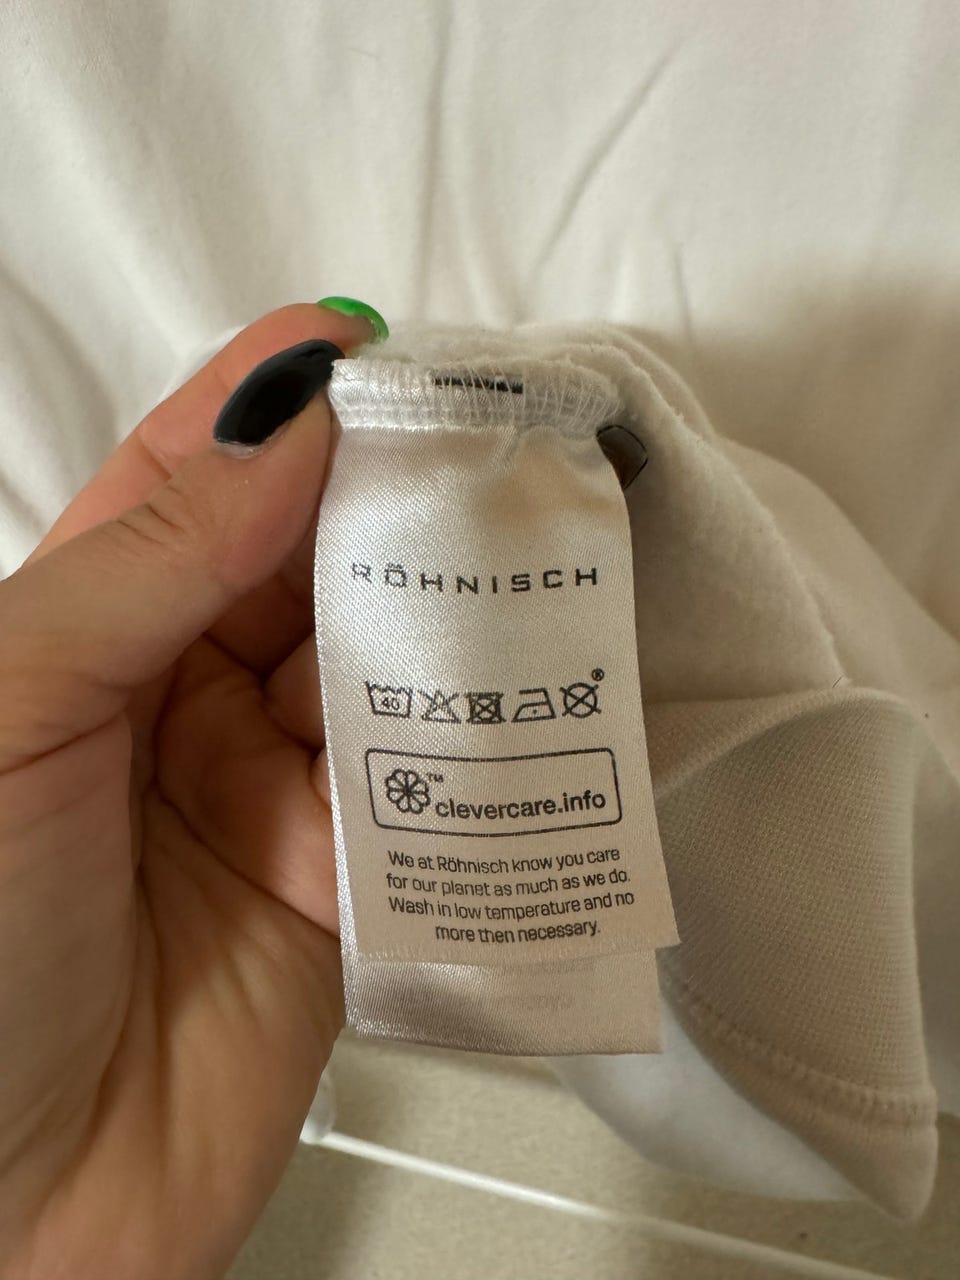 RÖHNISCH
40
®
™
clevercare.info
We at Röhnisch know you care
for our planet as much as we do.
Wash in low temperature and no
more then necessary.